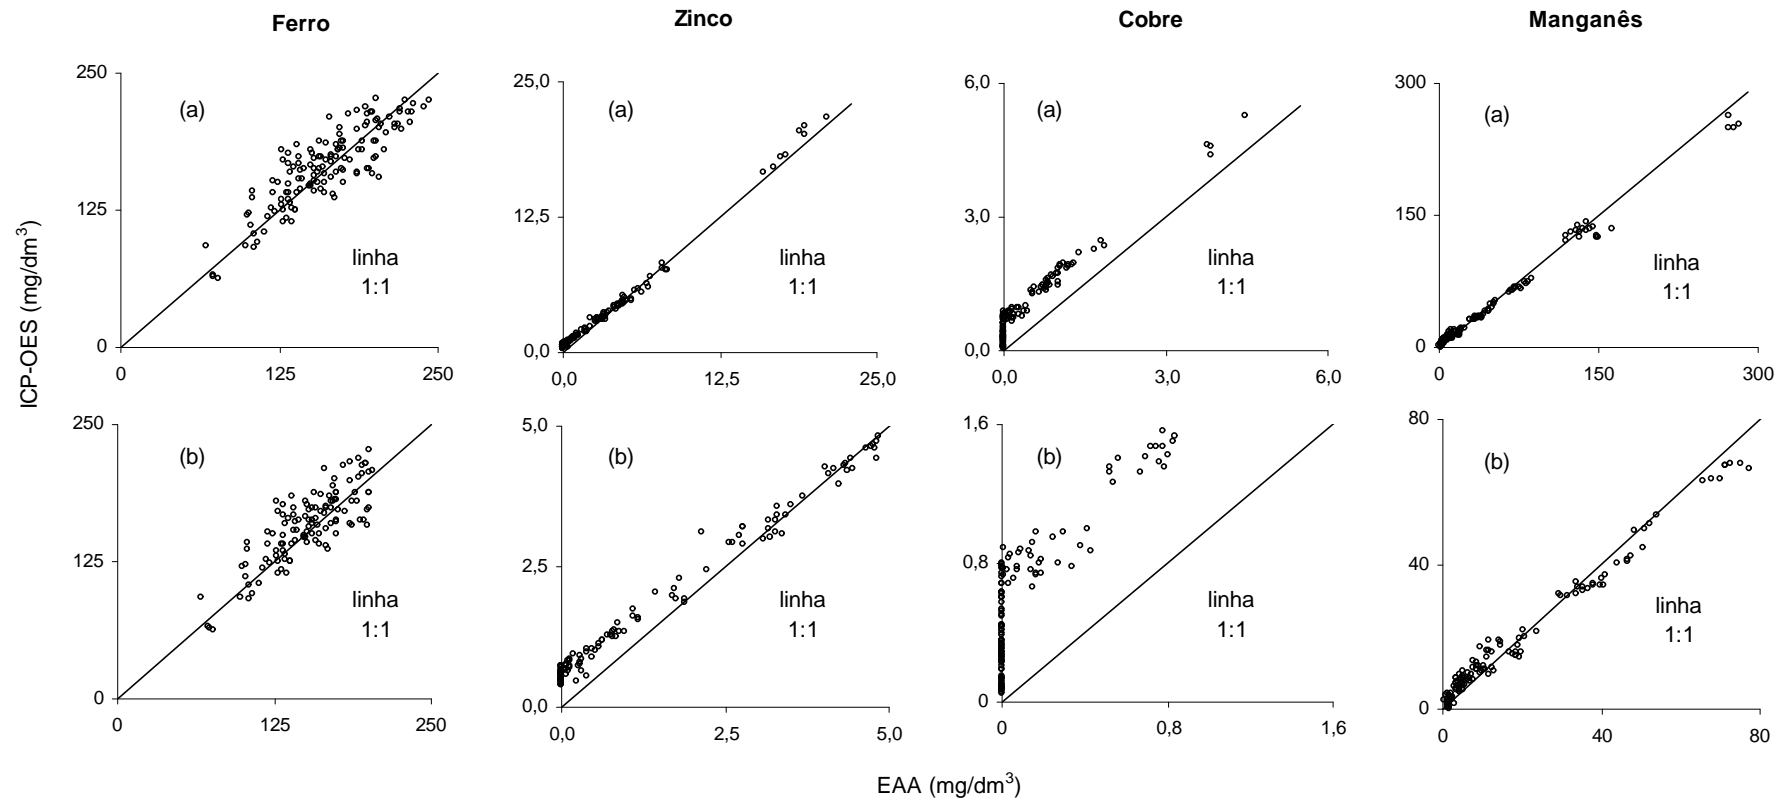 Ferro
Zinco
Cobre
Manganês
ICP-OES (mg/dm³)
250
(a)
125
linha
1:1
0
0
125
250
25,0
(a)
12,5
linha
1:1
0,0
0,0
12,5
25,0
6,0
(a)
3,0
linha
1:1
0,0
0,0
3,0
6,0
300
(a)
150
linha
1:1
0
0
150
300
250
(b)
125
linha
1:1
0
0
125
250
5,0
(b)
2,5
linha
1:1
0,0
0,0
2,5
5,0
1,6
(b)
0,8
linha
1:1
0
0
0,8
1,6
80
(b)
40
linha
1:1
0
0
40
80
EAA (mg/dm³)